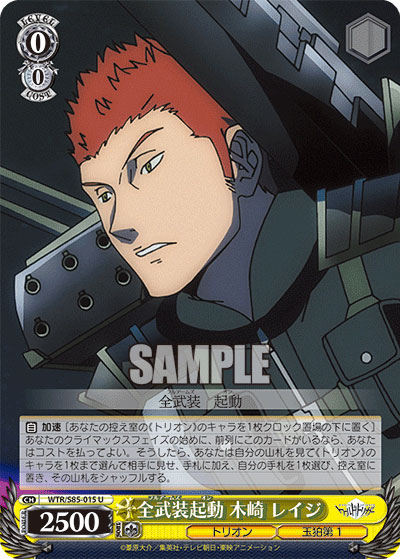 LEVEL
0
0
COST
SAMPLE
フルアームズ オン
全武装 起動
自 加速 [あなたの控え室の《トリオン》のキャラを1枚クロック置場の下に置く]
あなたのクライマックスフェイズの始めに、前列にこのカードがいるなら、あなた
はコストを払ってよい。そうしたら、あなたは自分の山札を見て《トリオン》のキャ
ラを1枚まで選んで相手に見せ、手札に加え、自分の手札を1枚選び、控え室に置
き、その山札をシャッフルする。
CH WTR/S85-015 U
2500
全武装起動 木崎 レイジ
トリオン
玉狛第1
©葦原大介/集英社・テレビ朝日・東映アニメーション